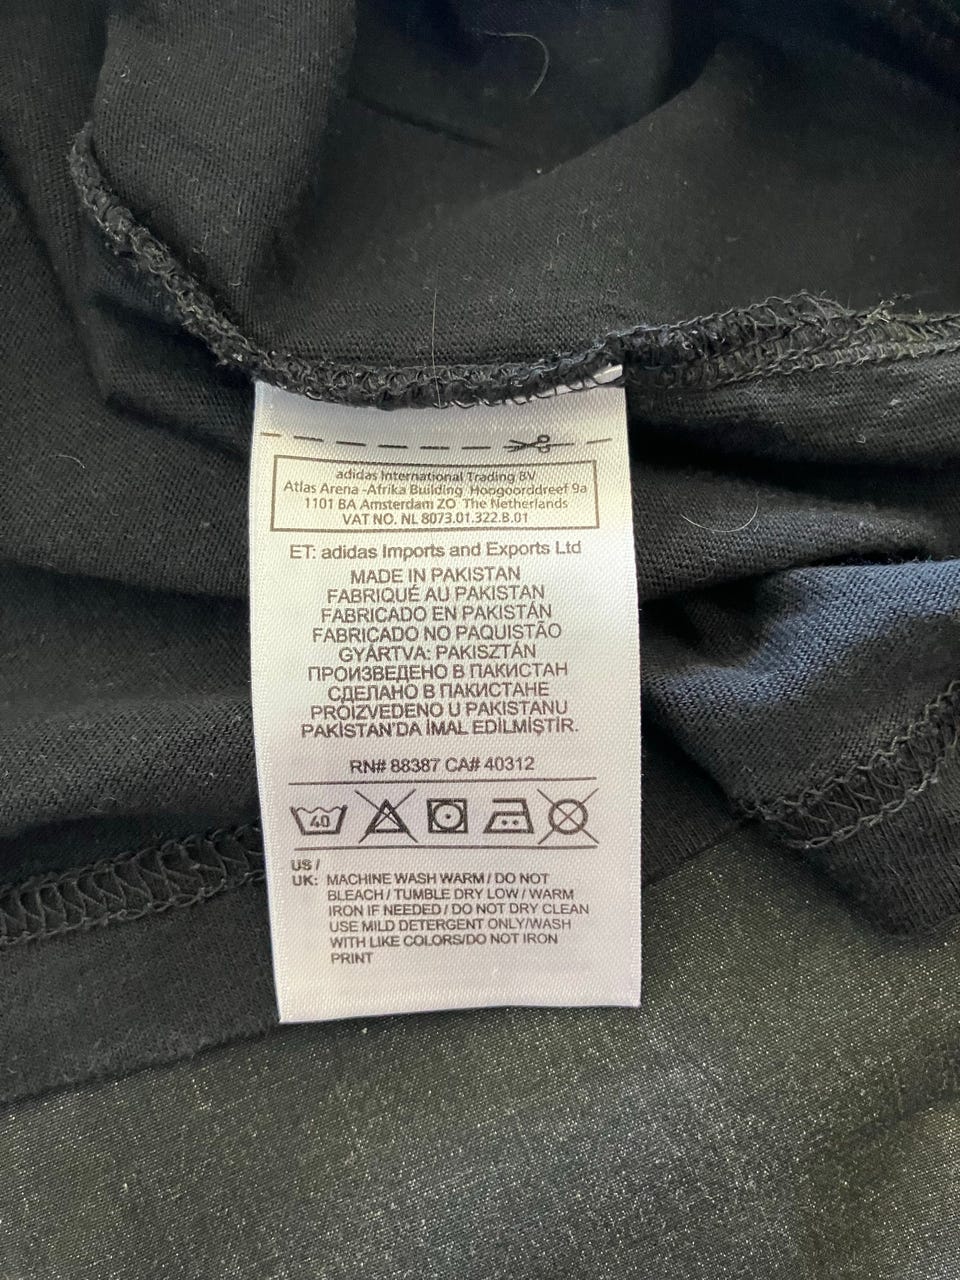 adidas International Trading BV
Atlas Arena -Afrika Building Hoogoorddreef 9a
1101 BA Amsterdam ZO The Netherlands
VAT NO. NL 8073.01.322.B.01
ET: adidas Imports and Exports Ltd
MADE IN PAKISTAN
FABRIQUÉ AU PAKISTAN
FABRICADO EN PAKISTÁN
FABRICADO NO PAQUISTÃO
GYÁRTVA: PAKISZTÁN
ПРОИЗВЕДЕНО В ПАКИСТАН
СДЕЛАНО В ПАКИСТАНЕ
PROIZVEDENO U PAKISTANU
PAKİSTAN'DA İMAL EDİLMİŞTİR.
RN# 88387 CA# 40312
40
US /
UK: MACHINE WASH WARM / DO NOT
BLEACH / TUMBLE DRY LOW / WARM
IRON IF NEEDED / DO NOT DRY CLEAN
USE MILD DETERGENT ONLY/WASH
WITH LIKE COLORS/DO NOT IRON
PRINT